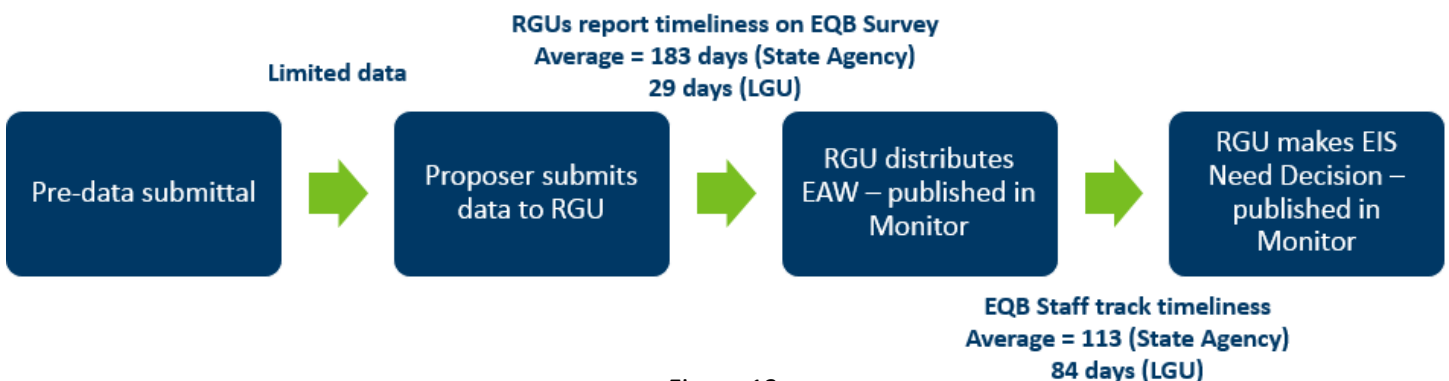 RGUs report timeliness on EQB Survey
Average = 183 days (State Agency)
29 days (LGU)
Limited data
Pre-data submittal
Proposer submits
data to RGU
RGU distributes
EAW – published in
Monitor
RGU makes EIS
Need Decision –
published in
Monitor
EQB Staff track timeliness
Average = 113 (State Agency)
84 days (LGU)